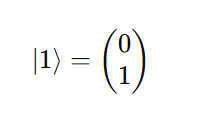 |1⟩ = (0
1)